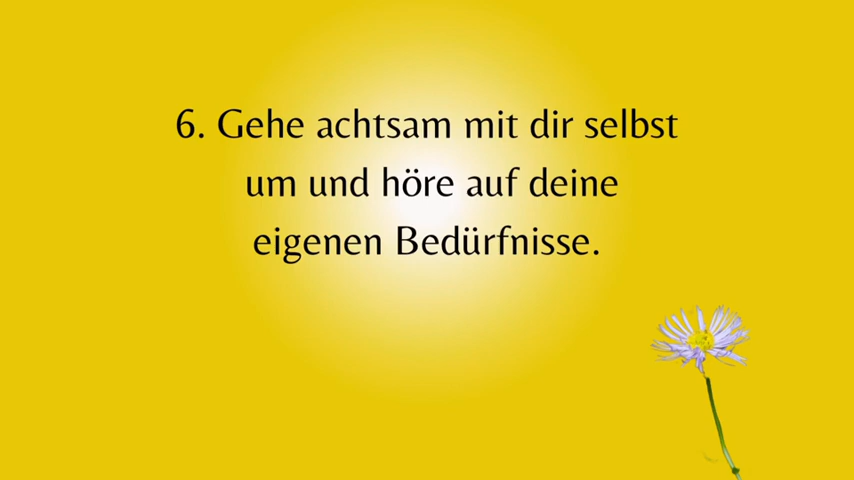 6. Gehe achtsam mit dir selbst
um und höre auf deine
eigenen Bedürfnisse.